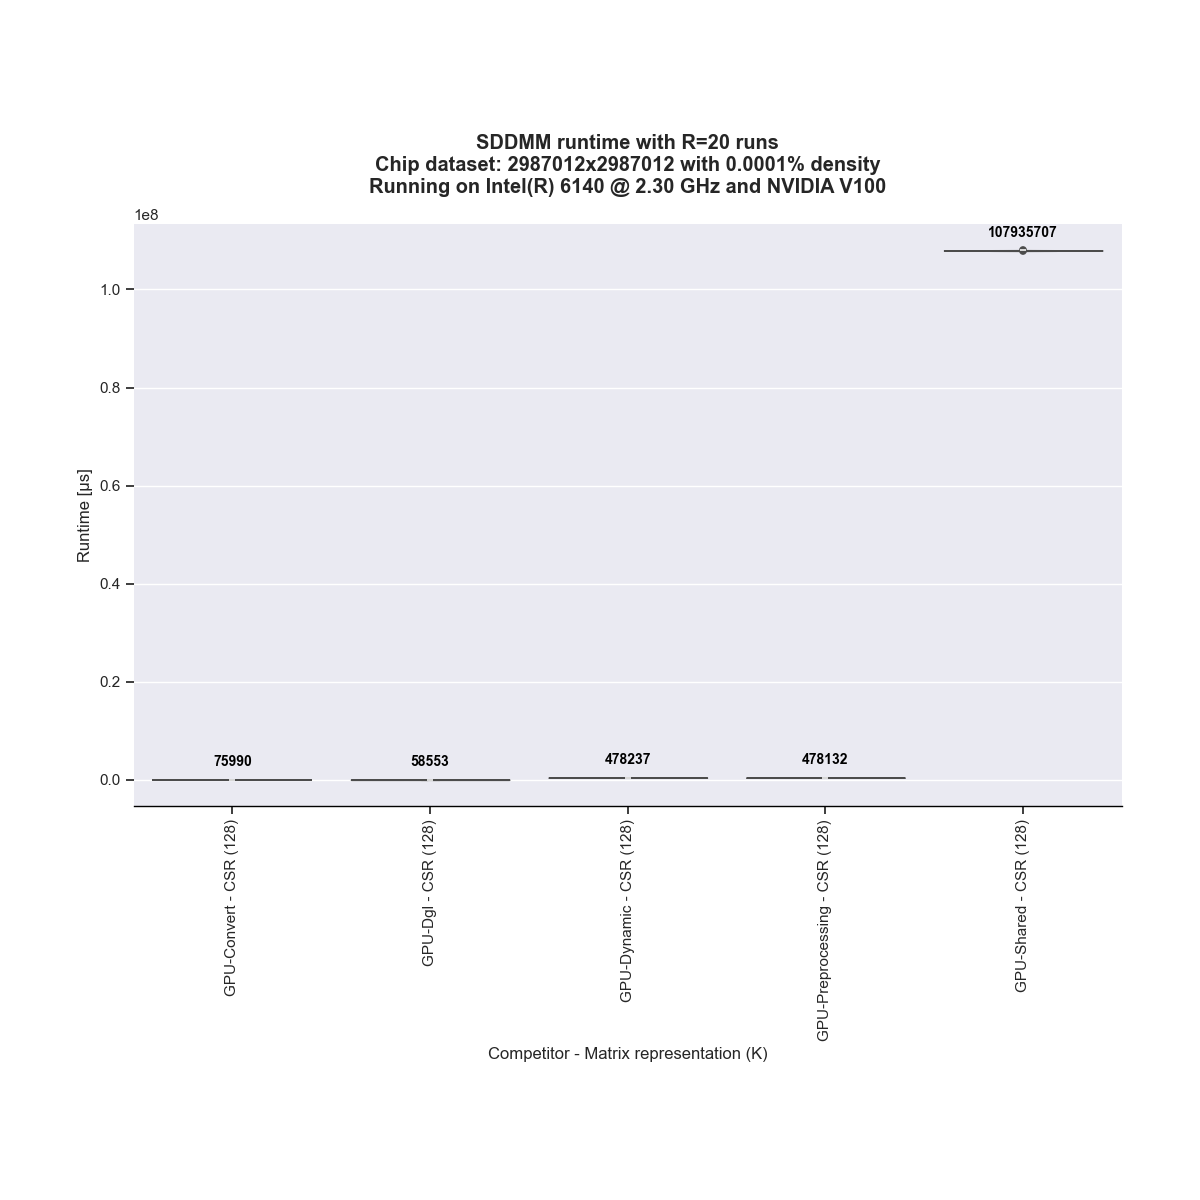 SDDMM runtime with R=20 runs
Chip dataset: 2987012x2987012 with 0.0001% density
Running on Intel(R) 6140 @ 2.30 GHz and NVIDIA V100
1e8
107935707
1.0
0.8
0.6
0.4
0.2
0.0
Runtime [µs]
75990
58553
478237
478132
GPU-Convert - CSR (128)
GPU-Dgl - CSR (128)
GPU-Dynamic - CSR (128)
GPU-Preprocessing - CSR (128)
GPU-Shared - CSR (128)
Competitor - Matrix representation (K)